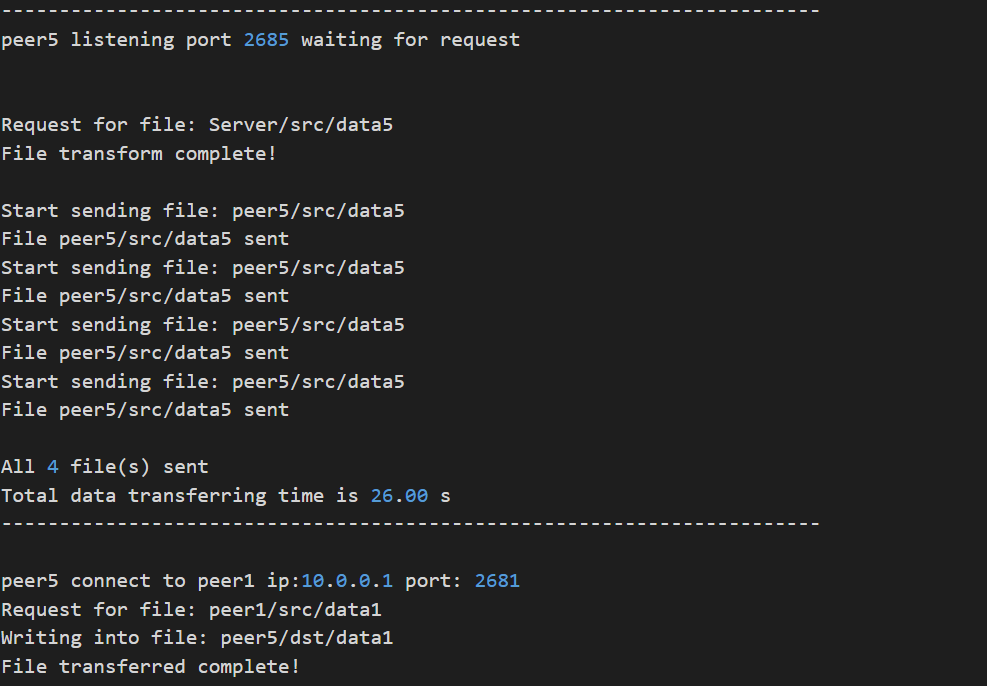 -----------------------------------------------------------------------
peer5 listening port 2685 waiting for request
Request for file: Server/src/data5
File transform complete!
Start sending file: peer5/src/data5
File peer5/src/data5 sent
Start sending file: peer5/src/data5
File peer5/src/data5 sent
Start sending file: peer5/src/data5
File peer5/src/data5 sent
Start sending file: peer5/src/data5
File peer5/src/data5 sent
All 4 file(s) sent
Total data transferring time is 26.00 s
-----------------------------------------------------------------------
peer5 connect to peer1 ip:10.0.0.1 port: 2681
Request for file: peer1/src/data1
Writing into file: peer5/dst/data1
File transferred complete!